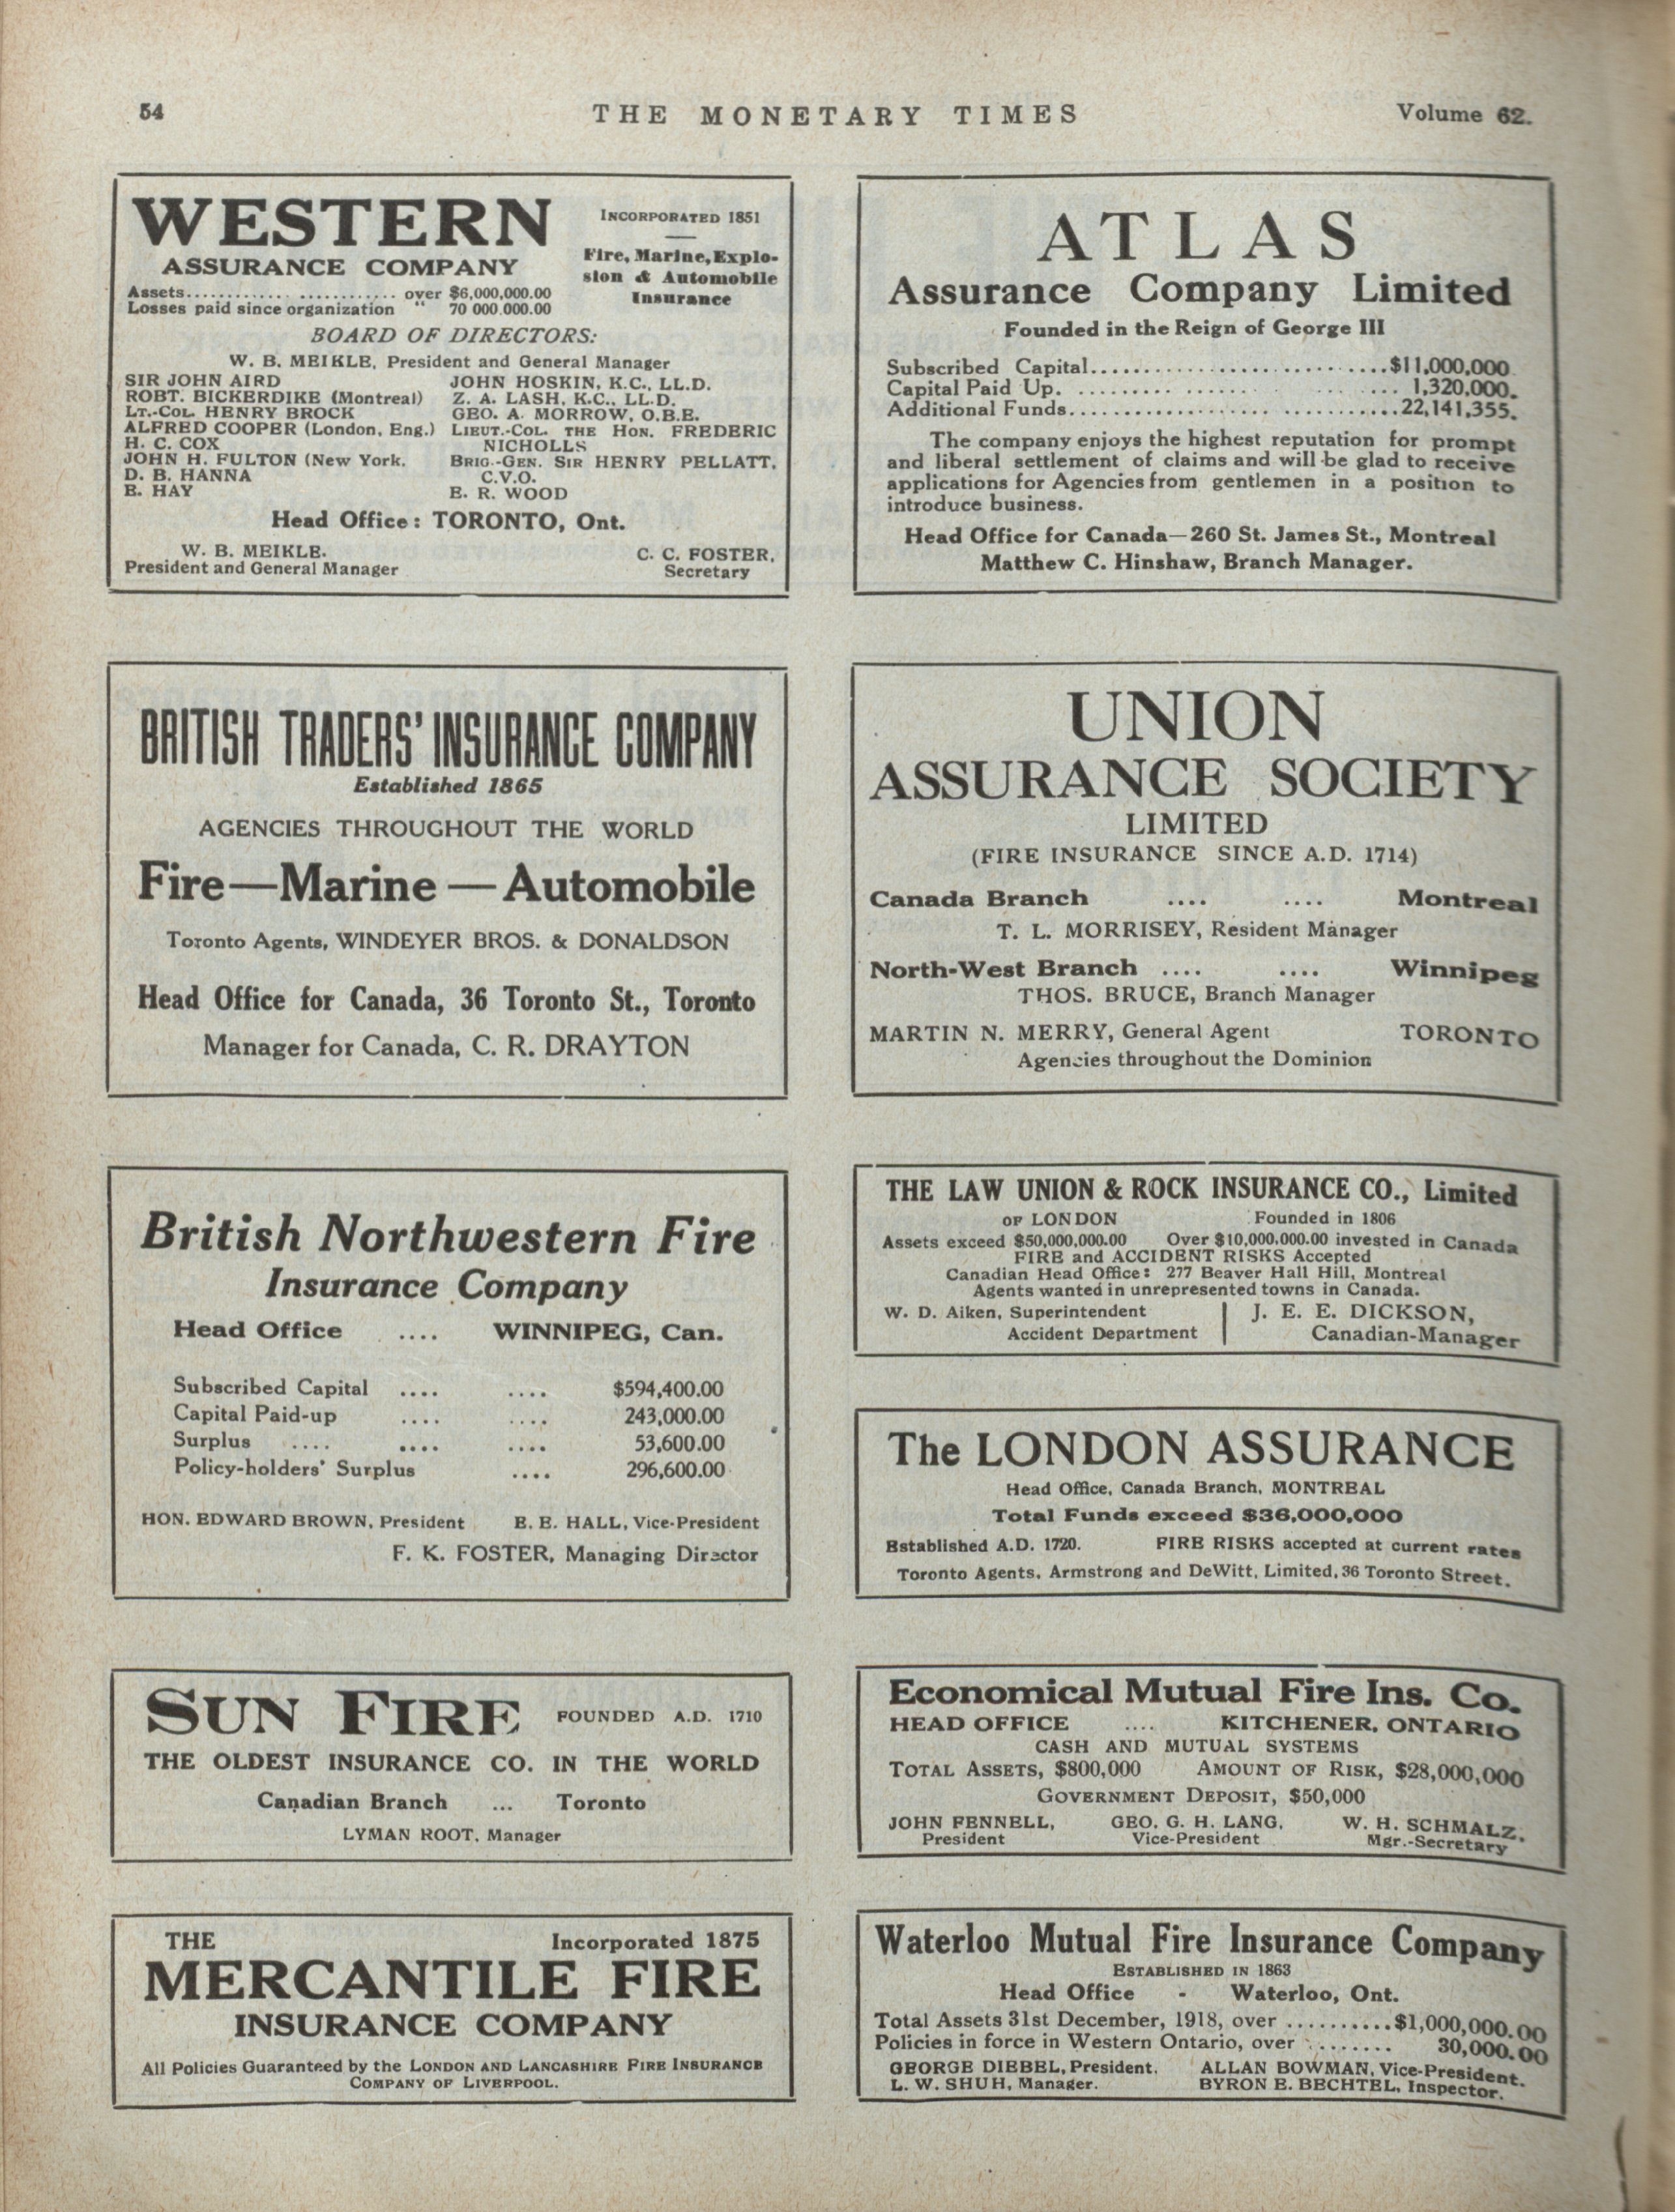 54
THE MONETARY TIMES
Volume 62.
WESTERN
ASSURANCE COMPANY
INCORPORATED 1851
Fire, Marine, Explo-
sion & Automobile
Insurance
Assets............. ............ over $6,000,000.00
Losses paid since organization " 70 000.000.00
BOARD OF DIRECTORS:
W. B. MEIKLE, President and General Manager
SIR JOHN AIRD
ROBT. BICKERDIKE (Montreal)
LT.-COL. HENRY BROCK
ALFRED COOPER (London, Eng.)
H. C. COX
JOHN H. FULTON (New York.
D. B. HANNA
E. HAY
JOHN HOSKIN, K.C., LL.D.
Z. A. LASH, K.C., LL.D.
GEO. A. MORROW, O.B.E.
LIEUT.-COL. THE HON. FREDERIC
NICHOLLS
BRIG.-GEN. SIR HENRY PELLATT,
C.V.O.
E. R. WOOD
Head Office: TORONTO, Ont.
W. B. MEIKLE.
President and General Manager
C. C. FOSTER,
Secretary
BRITISH TRADERS' INSURANCE COMPANY
Established 1865
AGENCIES THROUGHOUT THE WORLD
Fire—Marine—Automobile
Toronto Agents, WINDEYER BROS. & DONALDSON
Head Office for Canada, 36 Toronto St., Toronto
Manager for Canada, C. R. DRAYTON
British Northwestern Fire
Insurance Company
Head Office .... WINNIPEG, Can.
Subscribed Capital .... .... $594,400.00
Capital Paid-up .... .... 243,000.00
Surplus .... .... .... 53,600.00
Policy-holders' Surplus .... 296,600.00
HON. EDWARD BROWN, President E. E. HALL, Vice-President
F. K. FOSTER, Managing Director
SUN FIRE FOUNDED A.D. 1710
THE OLDEST INSURANCE CO. IN THE WORLD
Canadian Branch ... Toronto
LYMAN ROOT, Manager
THE Incorporated 1875
MERCANTILE FIRE
INSURANCE COMPANY
All Policies Guaranteed by the LONDON AND LANCASHIRE FIRE INSURANCE
COMPANY OF LIVERPOOL.
ATLAS
Assurance Company Limited
Founded in the Reign of George III
Subscribed Capital..............................$11,000,000
Capital Paid Up. .............................. 1,320,000.
Additional Funds..............................22,141,355.
The company enjoys the highest reputation for prompt
and liberal settlement of claims and will be glad to receive
applications for Agencies from gentlemen in a position to
introduce business.
Head Office for Canada—260 St. James St., Montreal
Matthew C. Hinshaw, Branch Manager.
UNION
ASSURANCE SOCIETY
LIMITED
(FIRE INSURANCE SINCE A.D. 1714)
Canada Branch .... .... Montreal
T. L. MORRISEY, Resident Manager
North-West Branch .... .... Winnipeg
THOS. BRUCE, Branch Manager
MARTIN N. MERRY, General Agent TORONTO
Agencies throughout the Dominion
THE LAW UNION & ROCK INSURANCE CO., Limited
OF LONDON Founded in 1806
Assets exceed $50,000,000.00 Over $10,000,000.00 invested in Canada
FIRE and ACCIDENT RISKS Accepted
Canadian Head Office: 277 Beaver Hall Hill, Montreal
Agents wanted in unrepresented towns in Canada.
W. D. Aiken, Superintendent
Accident Department
J. E. E. DICKSON,
Canadian-Manager
The LONDON ASSURANCE
Head Office, Canada Branch, MONTREAL
Total Funds exceed $36,000,000
Established A.D. 1720. FIRE RISKS accepted at current rates
Toronto Agents, Armstrong and DeWitt, Limited, 36 Toronto Street.
Economical Mutual Fire Ins. Co.
HEAD OFFICE .... KITCHENER, ONTARIO
CASH AND MUTUAL SYSTEMS
TOTAL ASSETS, $800,000 AMOUNT OF RISK, $28,000,000
GOVERNMENT DEPOSIT, $50,000
JOHN FENNELL, GEO. G. H. LANG, W. H. SCHMALZ,
President Vice-President Mgr.-Secretary
Waterloo Mutual Fire Insurance Company
ESTABLISHED IN 1863
Head Office - Waterloo, Ont.
Total Assets 31st December, 1918, over ..........$1,000,000.00
Policies in force in Western Ontario, over ......... 30,000.00
GEORGE DIEBEL, President. ALLAN BOWMAN, Vice-President.
L. W. SHUH, Manager. BYRON E. BECHTEL, Inspector.